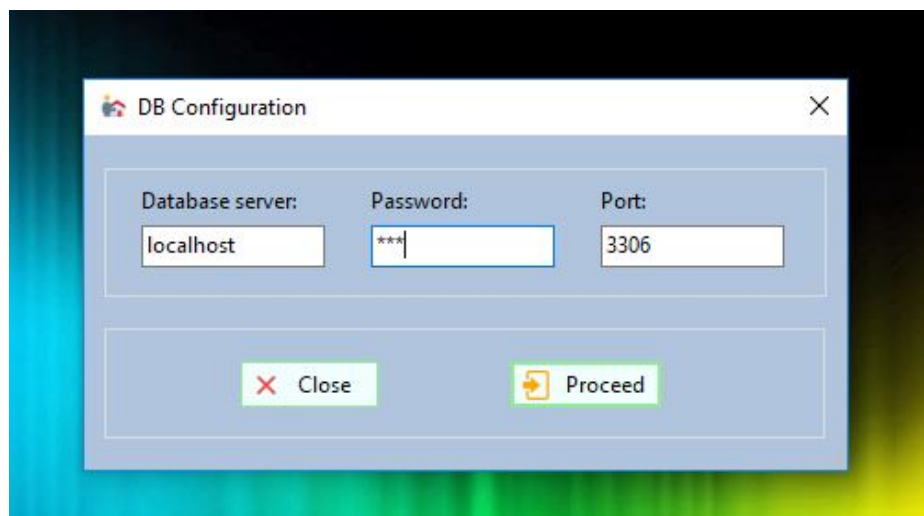 DB Configuration
Database server: Password: Port:
localhost *** 3306
Close Proceed